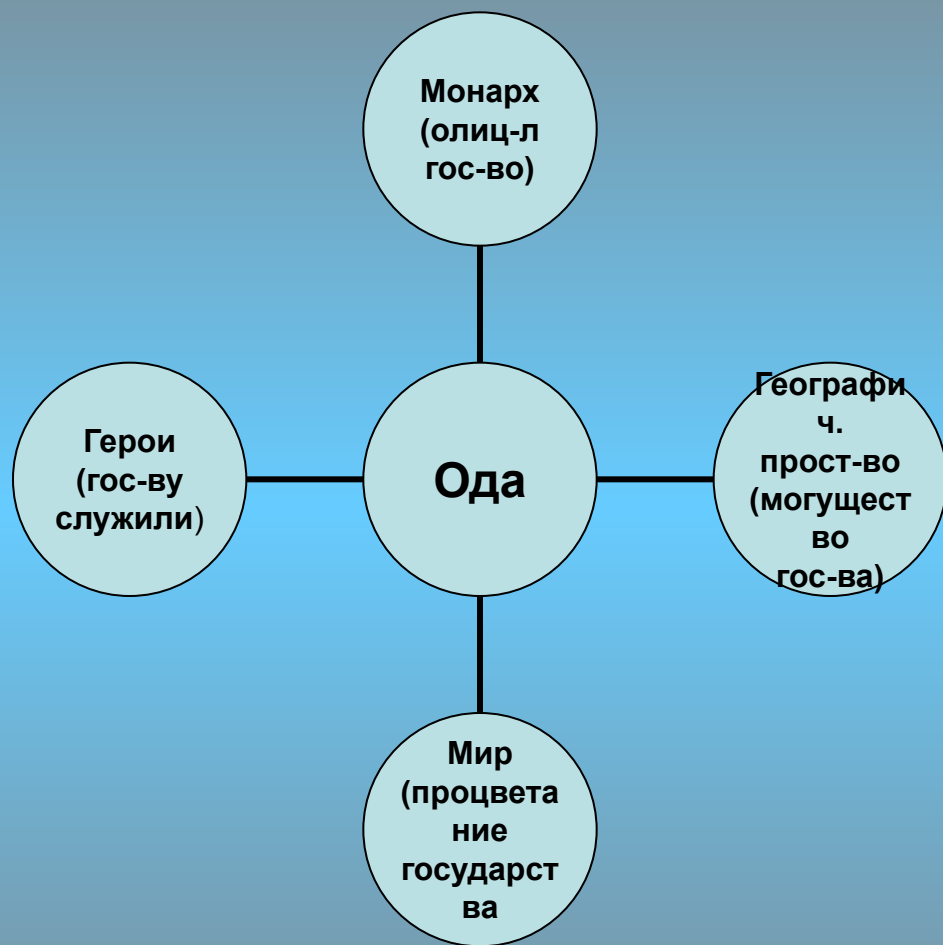 Монарх
(олиц-л
гос-во)
Герои
(гос-ву
служили)
Ода
Географи
ч.
прост-во
(могущест
во
гос-ва)
Мир
(процвета
ние
государст
ва